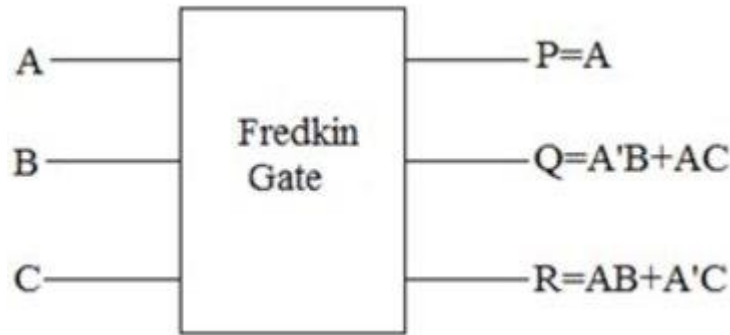 A
B
C
Fredkin
Gate
P=A
Q=A'B+AC
R=AB+A'C